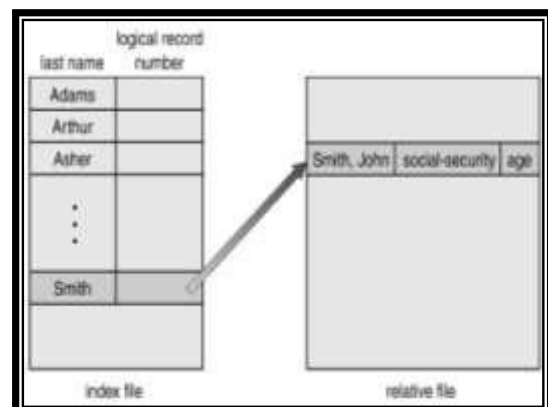 logical record
last name number
Adams
Arthur
Asher
Smith, John social-security age
Smith
index file relative file